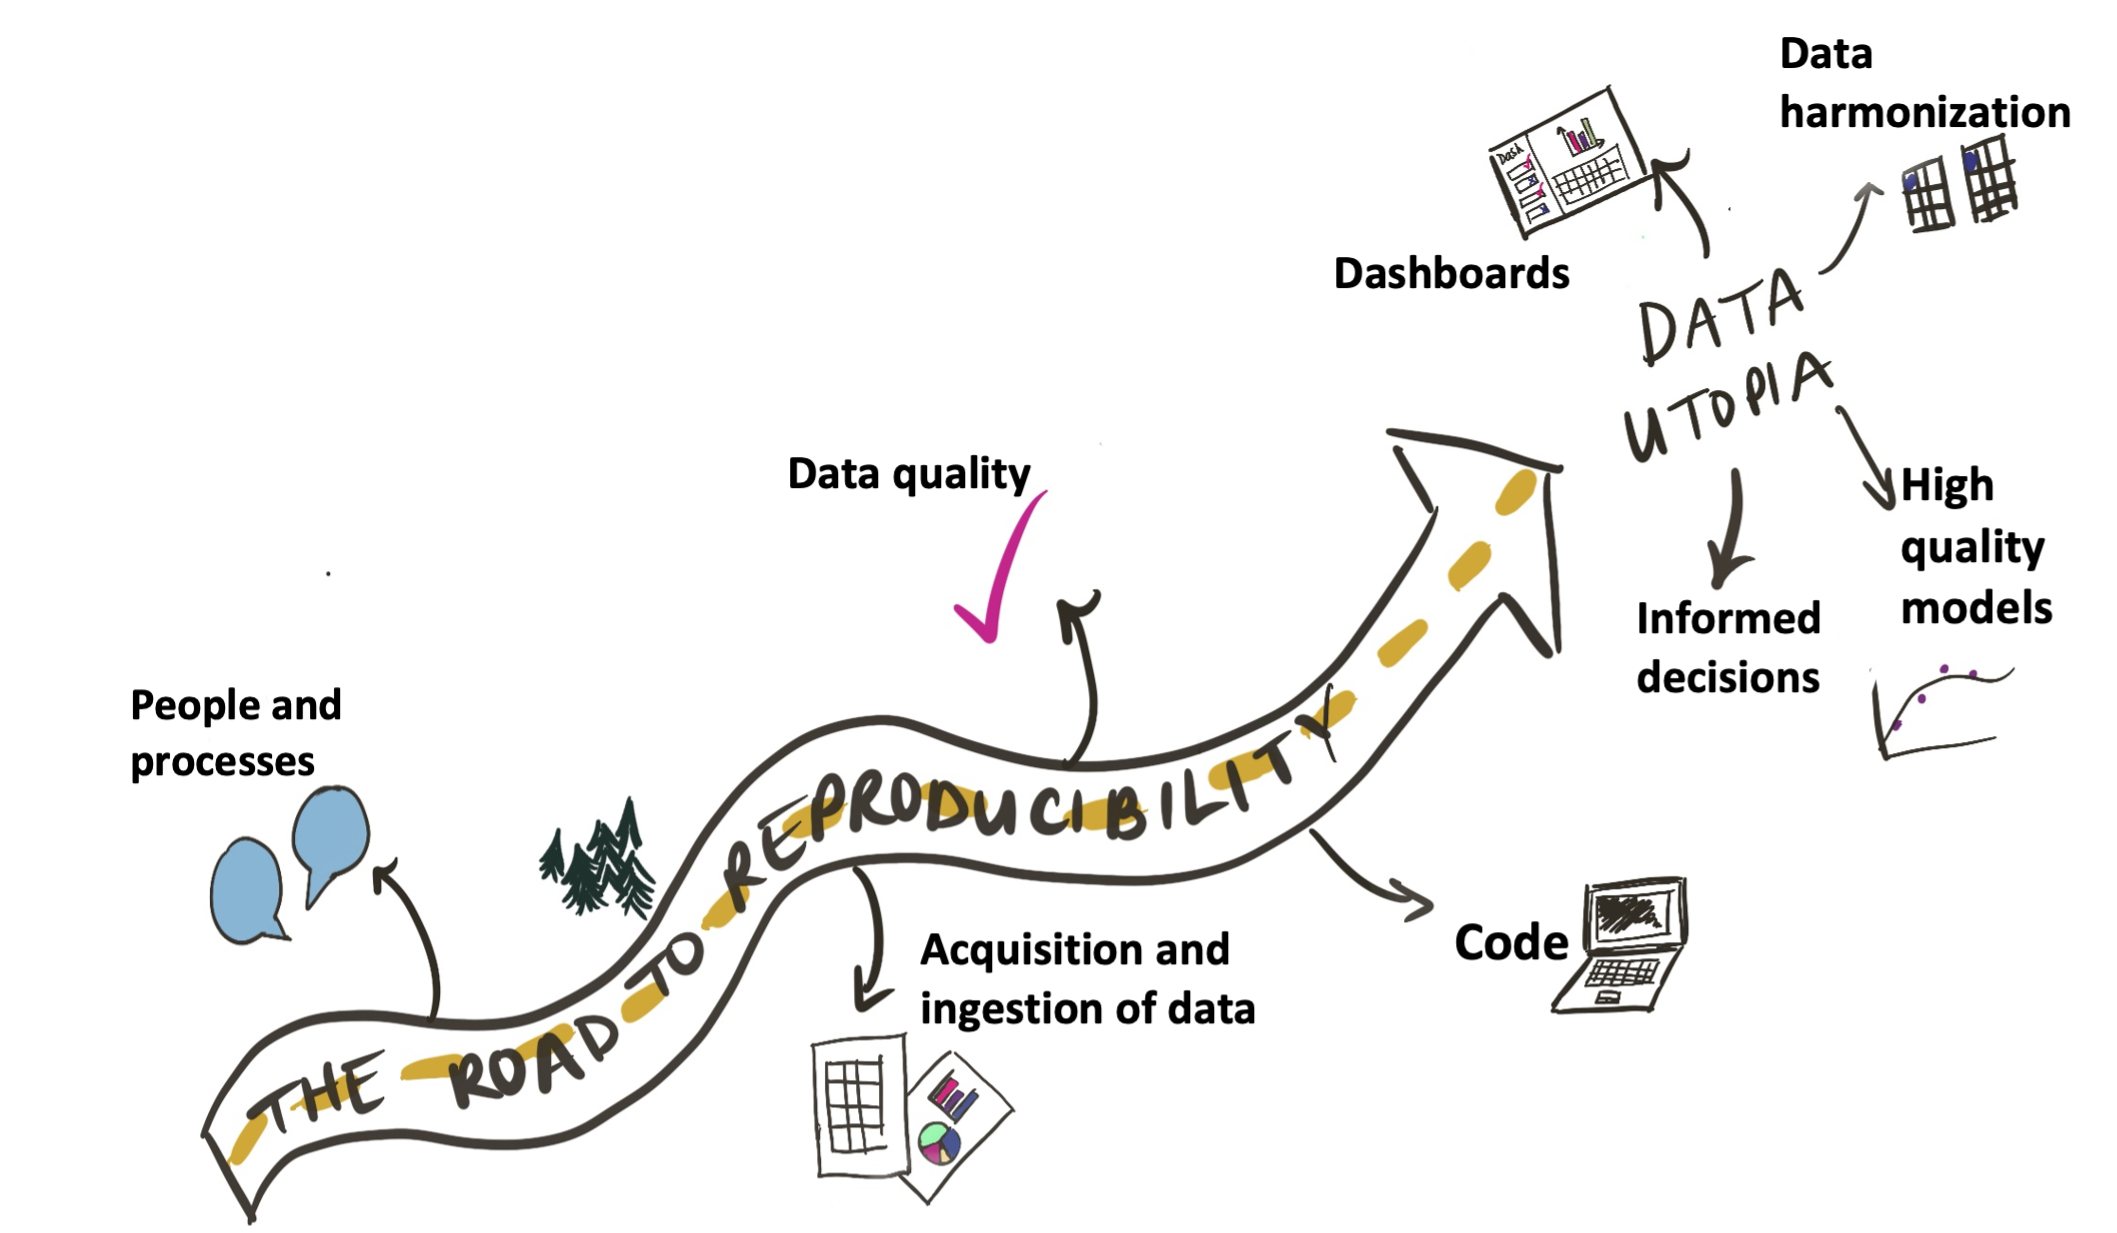 Data
harmonization
Dash
Dashboards
DATA
UTOPIA
Data quality
High
quality
models
Informed
decisions
People and
processes
THE ROAD TO REPRODUCIBILITY
Acquisition and
ingestion of data
Code